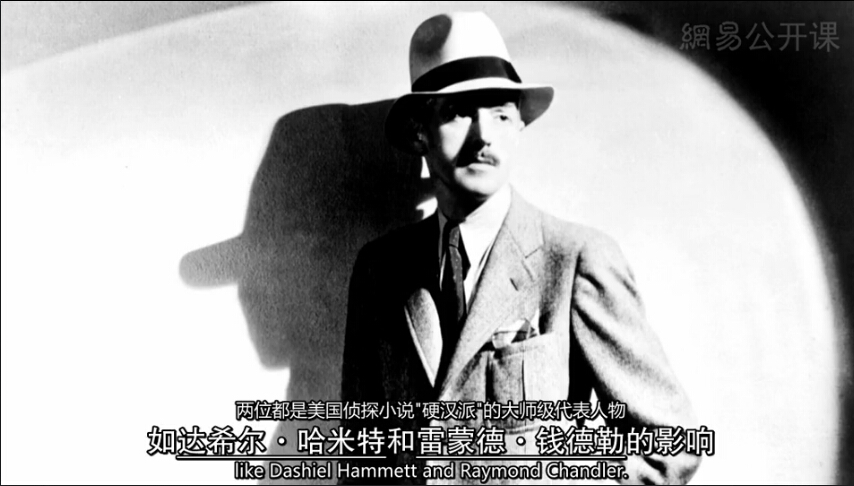 網易公开课
两位都是美国侦探小说"硬汉派"的大师级代表人物
如达希尔·哈米特和雷蒙德·钱德勒的影响
like Dashiel Hammett and Raymond Chandler.